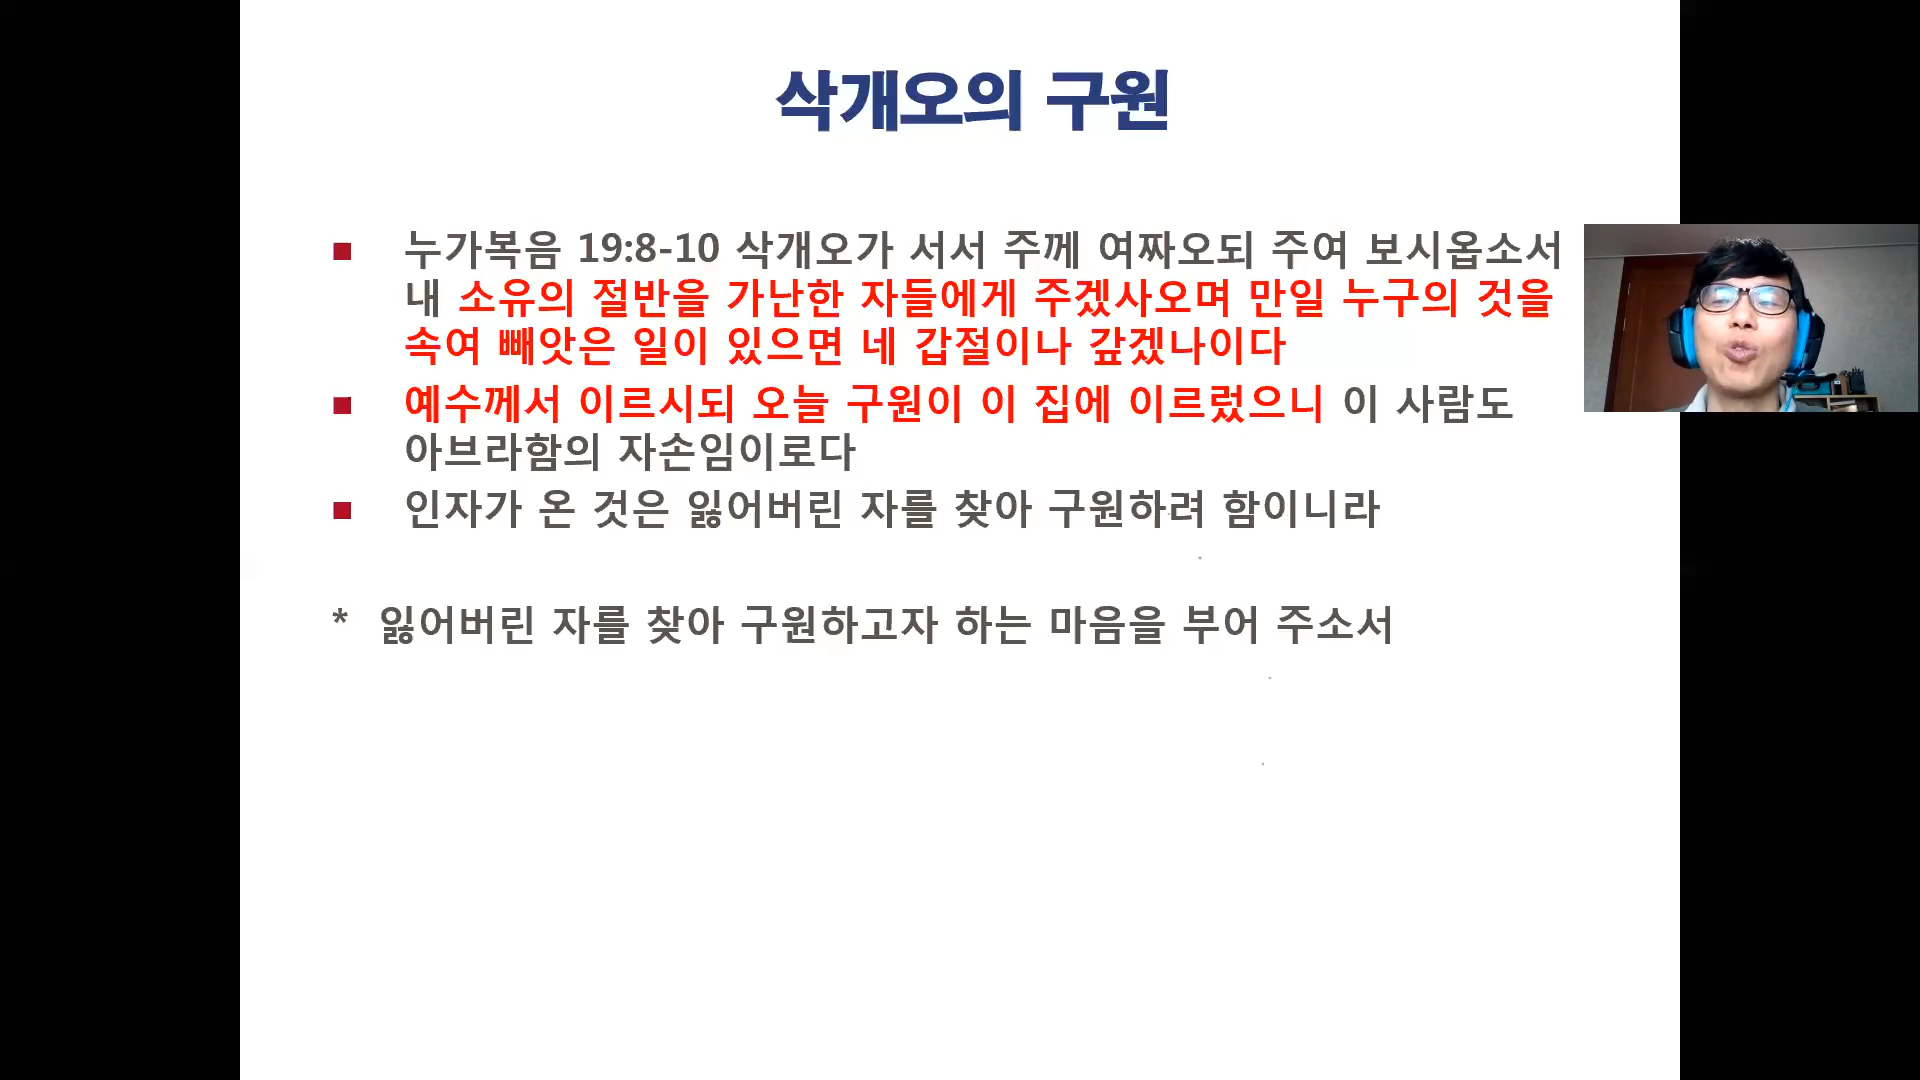 삭개오의 구원
■ 누가복음 19:8-10 삭개오가 서서 주께 여짜오되 주여 보시옵소서
내 소유의 절반을 가난한 자들에게 주겠사오며 만일 누구의 것을
속여 빼앗은 일이 있으면 네 갑절이나 갚겠나이다
■ 예수께서 이르시되 오늘 구원이 이 집에 이르렀으니 이 사람도
아브라함의 자손임이로다
■ 인자가 온 것은 잃어버린 자를 찾아 구원하려 함이니라
* 잃어버린 자를 찾아 구원하고자 하는 마음을 부어 주소서